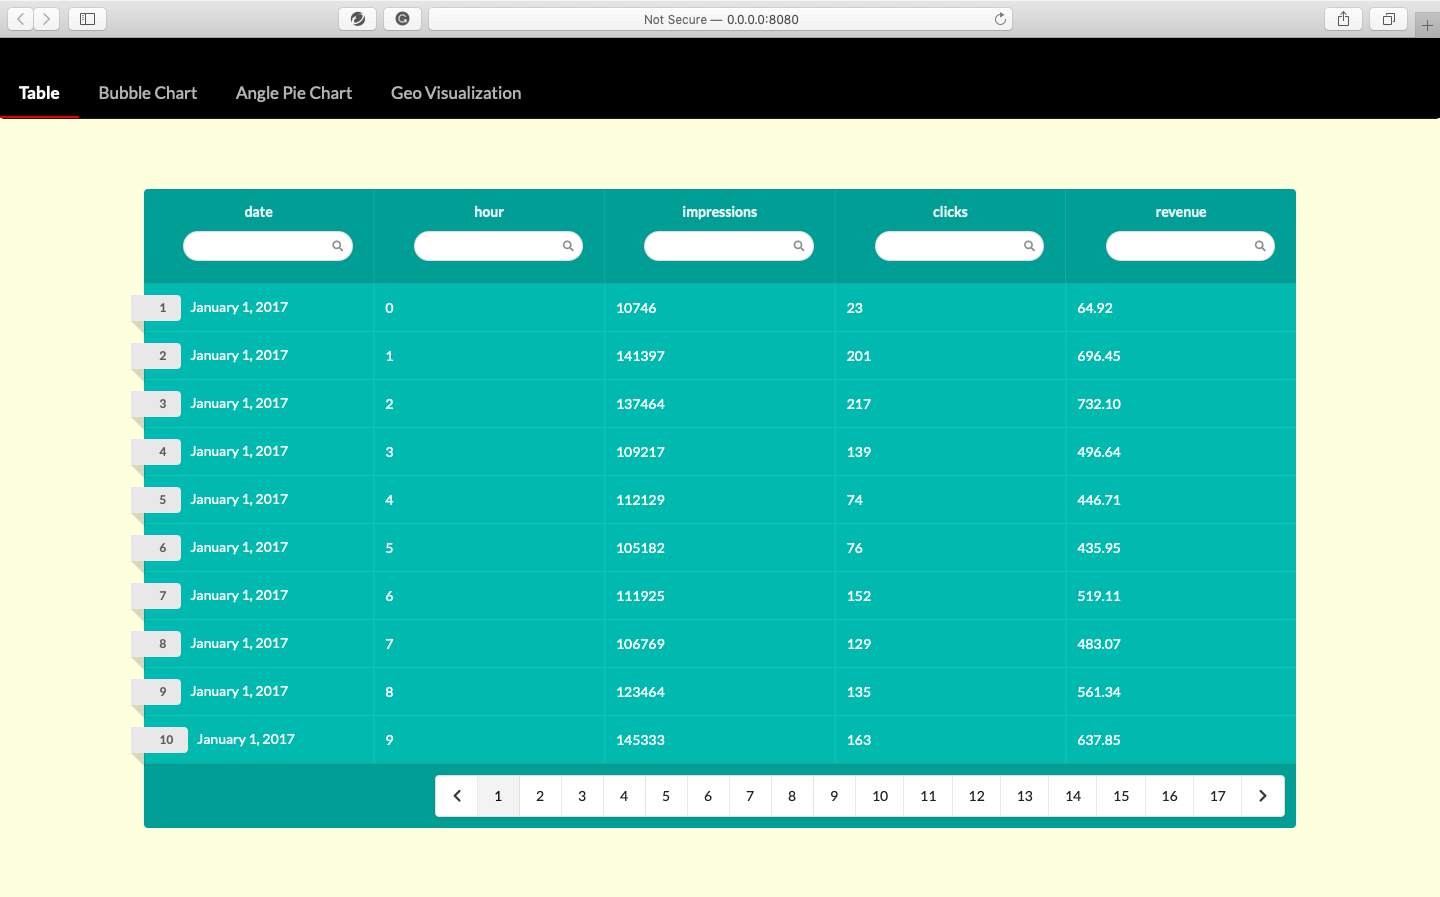 Not Secure — 0.0.0.0:8080
Table Bubble Chart Angle Pie Chart Geo Visualization
date hour impressions clicks revenue
1 January 1, 2017 0 10746 23 64.92
2 January 1, 2017 1 141397 201 696.45
3 January 1, 2017 2 137464 217 732.10
4 January 1, 2017 3 109217 139 496.64
5 January 1, 2017 4 112129 74 446.71
6 January 1, 2017 5 105182 76 435.95
7 January 1, 2017 6 111925 152 519.11
8 January 1, 2017 7 106769 129 483.07
9 January 1, 2017 8 123464 135 561.34
10 January 1, 2017 9 145333 163 637.85
1 2 3 4 5 6 7 8 9 10 11 12 13 14 15 16 17